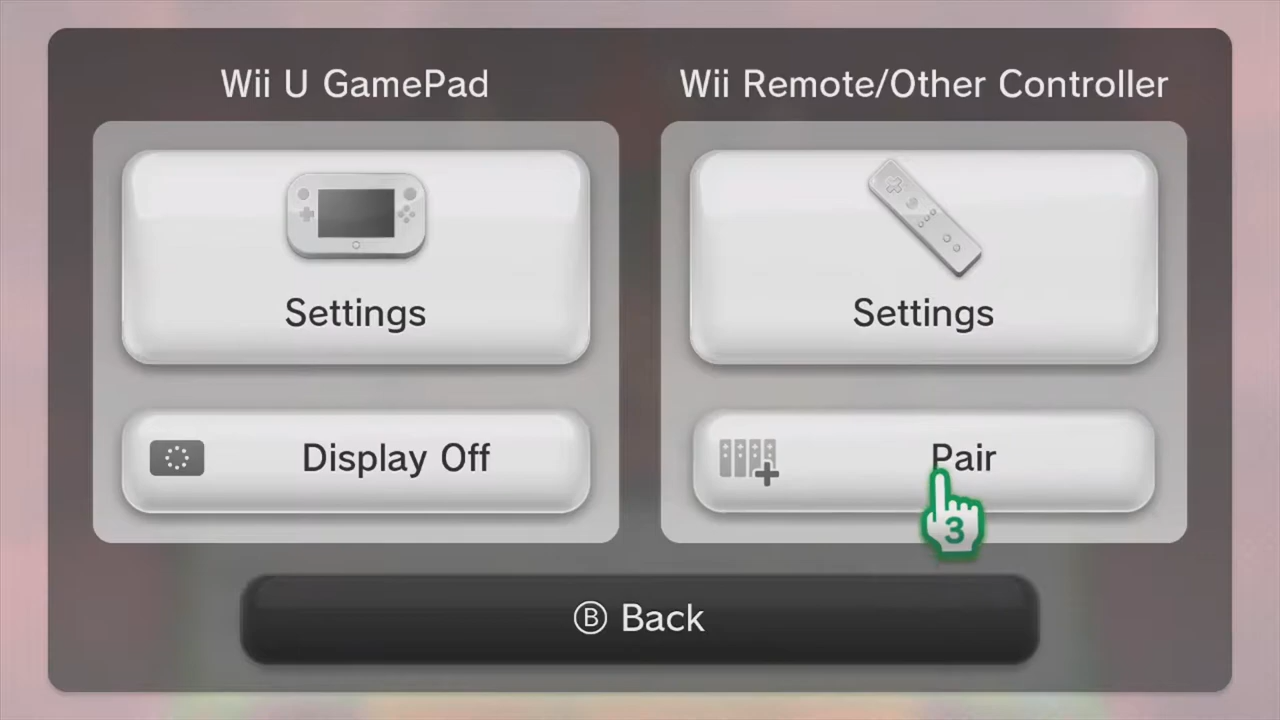 Wii U GamePad
Wii Remote/Other Controller
Settings
Settings
Display Off
Pair
3
Ⓑ Back